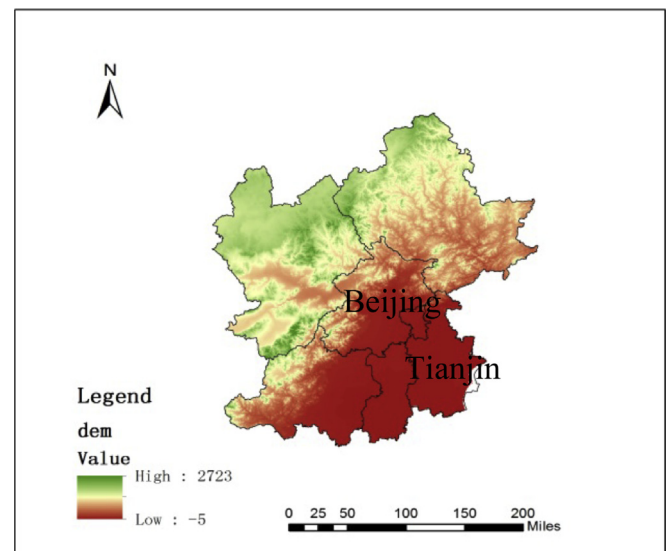 N
Beijing
Tianjin
Legend
dem
Value
High : 2723
Low : -5
0 25 50 100 150 200
Miles